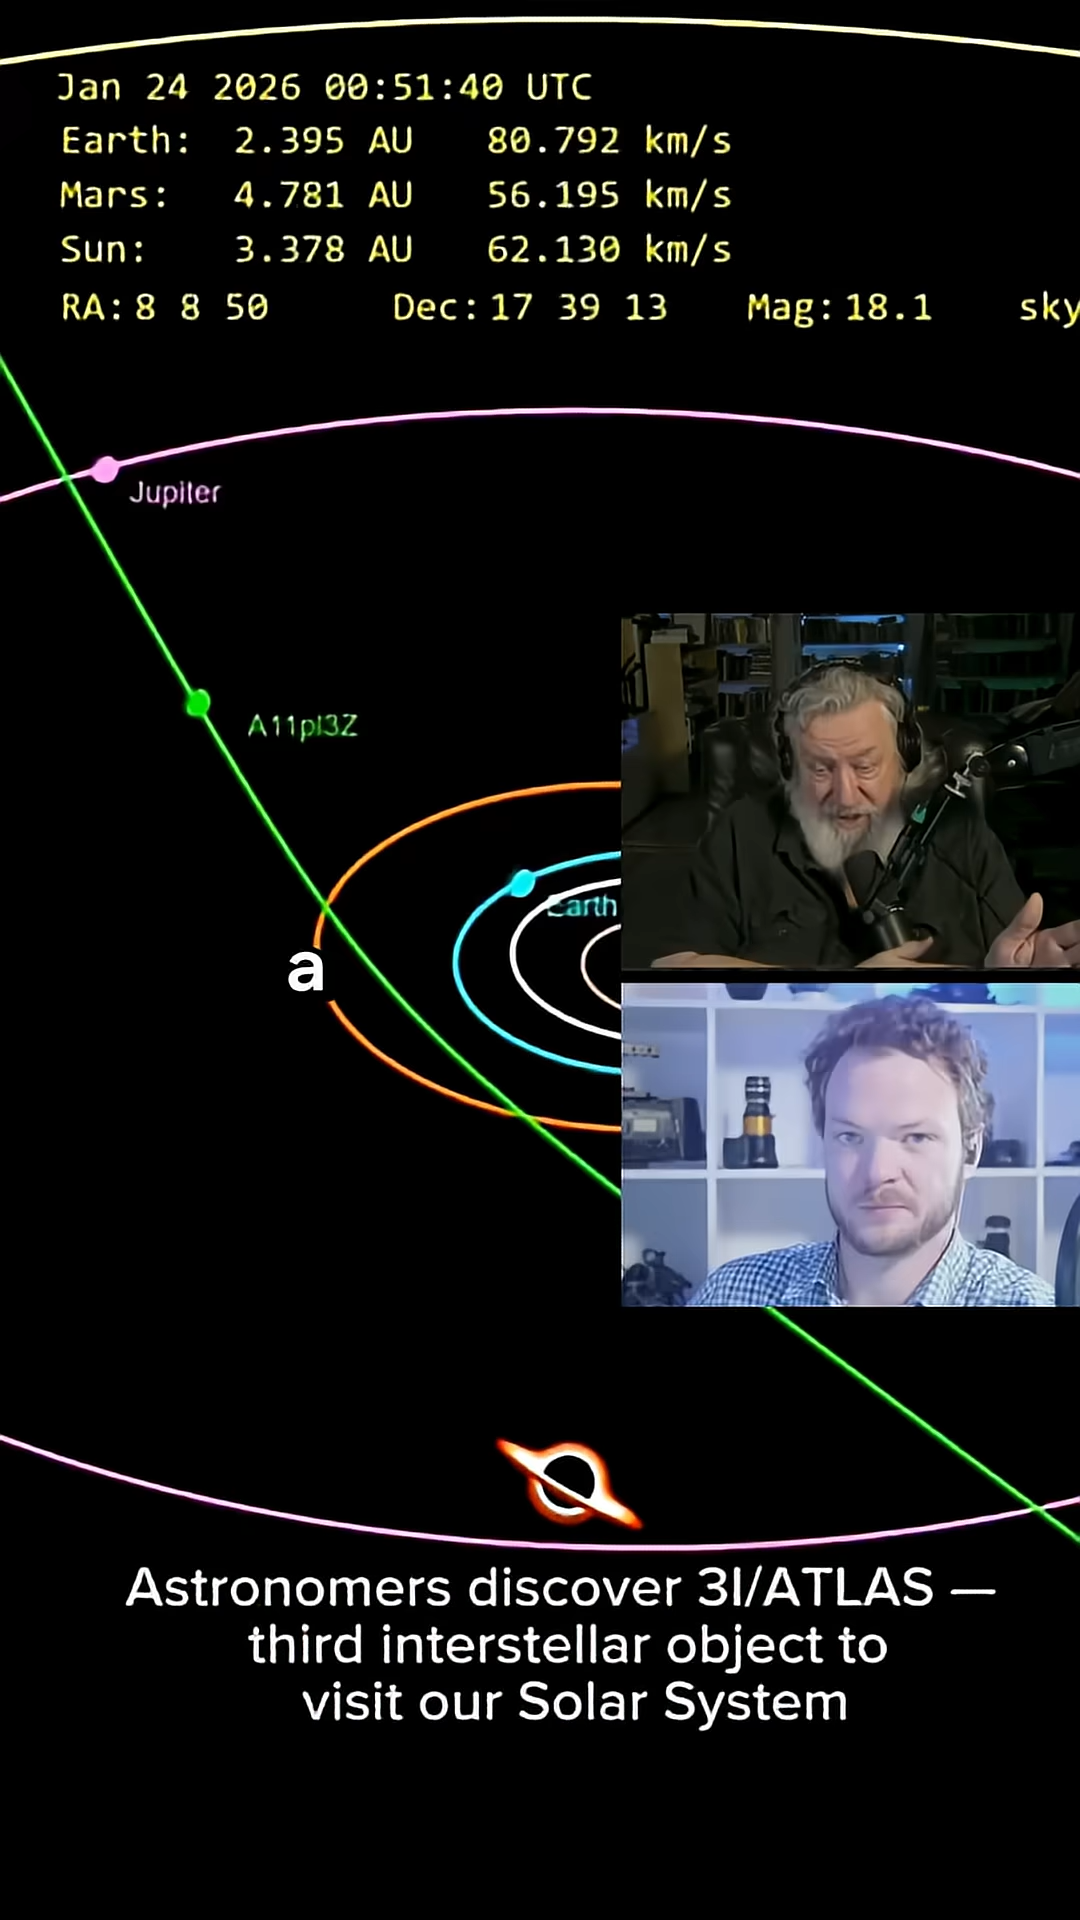 Jan 24 2026 00:51:40 UTC
Earth: 2.395 AU 80.792 km/s
Mars: 4.781 AU 56.195 km/s
Sun: 3.378 AU 62.130 km/s
RA: 8 8 50 Dec: 17 39 13 Mag: 18.1 sky
Jupiter
A11pl3Z
Earth
a
Astronomers discover 3I/ATLAS —
third interstellar object to
visit our Solar System